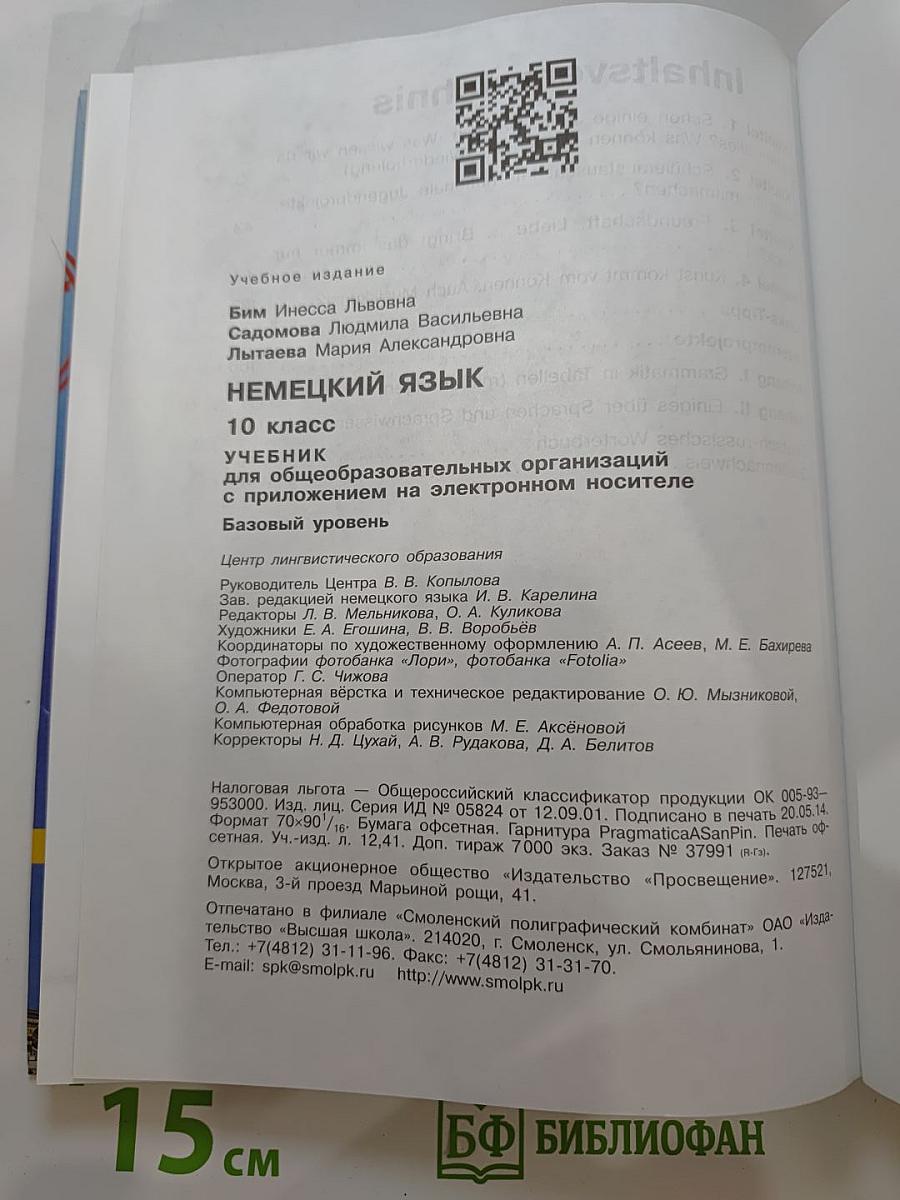 Учебное издание
Бим Инесса Львовна
Садомова Людмила Васильевна
Лытаева Мария Александровна
НЕМЕЦКИЙ ЯЗЫК
10 класс
УЧЕБНИК
для общеобразовательных организаций
с приложением на электронном носителе
Базовый уровень
Центр лингвистического образования
Руководитель Центра В. В. Копылова
Зав. редакцией немецкого языка И. В. Карелина
Редакторы Л. В. Мельникова, О. А. Куликова
Художники Е. А. Егошина, В. В. Воробьёв
Координаторы по художественному оформлению А. П. Асеев, М. Е. Бахирева
Фотографии фотобанка «Лори», фотобанка «Fotolia»
Оператор Г. С. Чижова
Компьютерная вёрстка и техническое редактирование О. Ю. Мызниковой,
О. А. Федотовой
Компьютерная обработка рисунков М. Е. Аксёновой
Корректоры Н. Д. Цухай, А. В. Рудакова, Д. А. Белитов
Налоговая льгота — Общероссийский классификатор продукции ОК 005-93—
953000. Изд. лиц. Серия ИД № 05824 от 12.09.01. Подписано в печать 20.05.14.
Формат 70×90 1/16. Бумага офсетная. Гарнитура PragmaticaASanPin. Печать оф-
сетная. Уч.-изд. л. 12,41. Доп. тираж 7000 экз. Заказ № 37991 (R-Гз).
Открытое акционерное общество «Издательство «Просвещение». 127521,
Москва, 3-й проезд Марьиной рощи, 41.
Отпечатано в филиале «Смоленский полиграфический комбинат» ОАО «Изда-
тельство «Высшая школа». 214020, г. Смоленск, ул. Смольянинова, 1.
Тел.: +7(4812) 31-11-96. Факс: +7(4812) 31-31-70.
E-mail: spk@smolpk.ru http://www.smolpk.ru
15 см
БФ БИБЛИОФАН